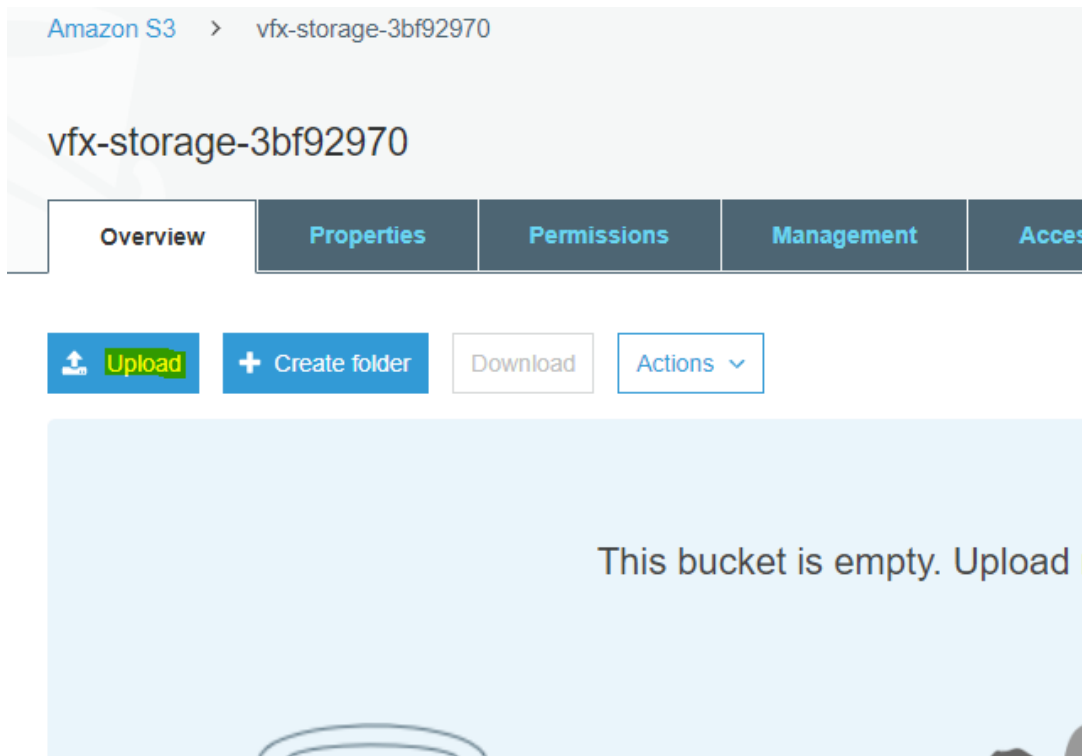 Amazon S3 > vfx-storage-3bf92970
vfx-storage-3bf92970
Overview Properties Permissions Management Acces
Upload Create folder Download Actions
This bucket is empty. Upload